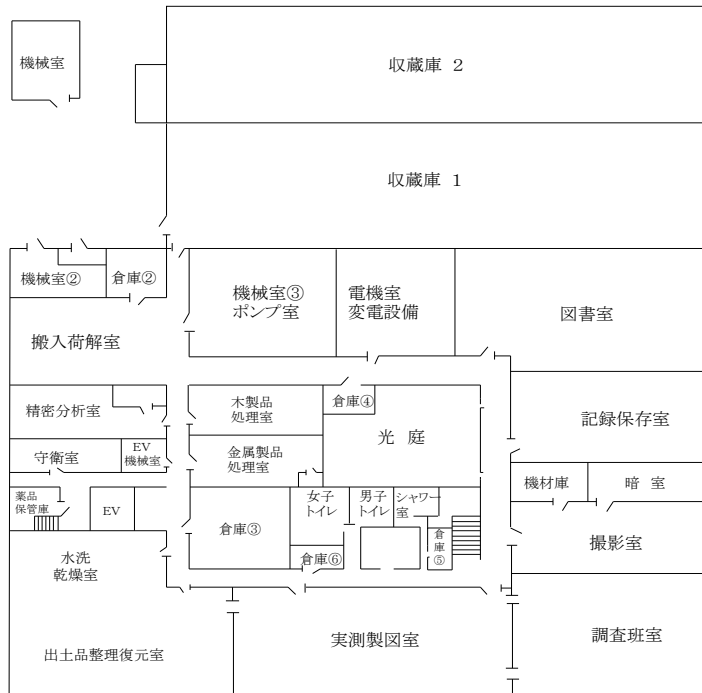 機械室
収蔵庫 2
収蔵庫 1
機械室②
倉庫②
機械室③
ポンプ室
電機室
変電設備
図書室
搬入荷解室
精密分析室
木製品
処理室
倉庫④
光 庭
記録保存室
守衛室
EV
機械室
金属製品
処理室
機材庫
暗 室
薬品
保管庫
EV
倉庫③
女子
トイレ
男子
トイレ
シャワー
室
倉庫⑤
倉庫⑥
撮影室
水洗
乾燥室
出土品整理復元室
実測製図室
調査班室